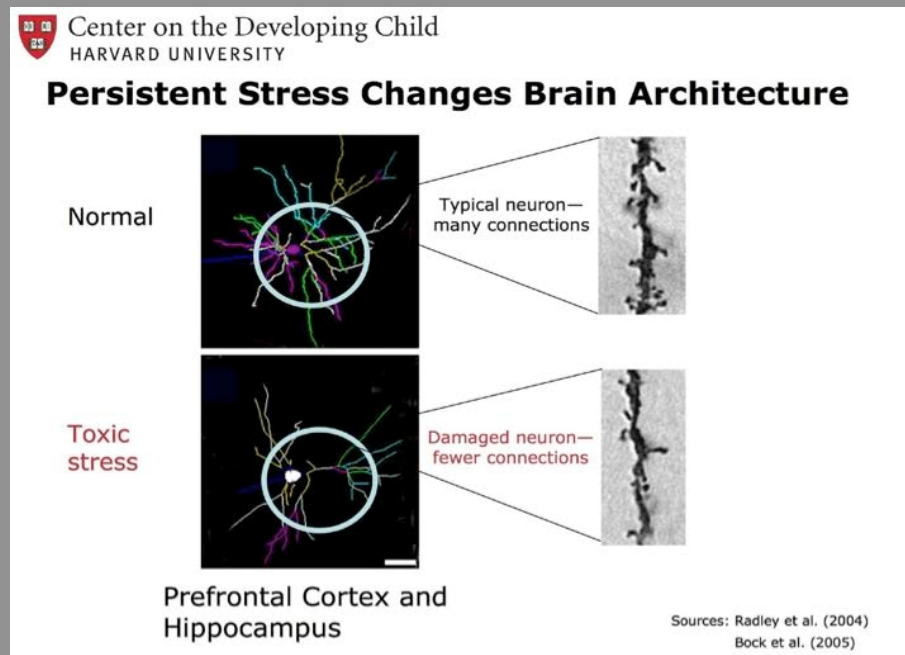 Center on the Developing Child
HARVARD UNIVERSITY
Persistent Stress Changes Brain Architecture
Normal
Typical neuron—
many connections
Toxic
stress
Damaged neuron—
fewer connections
Prefrontal Cortex and
Hippocampus
Sources: Radley et al. (2004)
Bock et al. (2005)